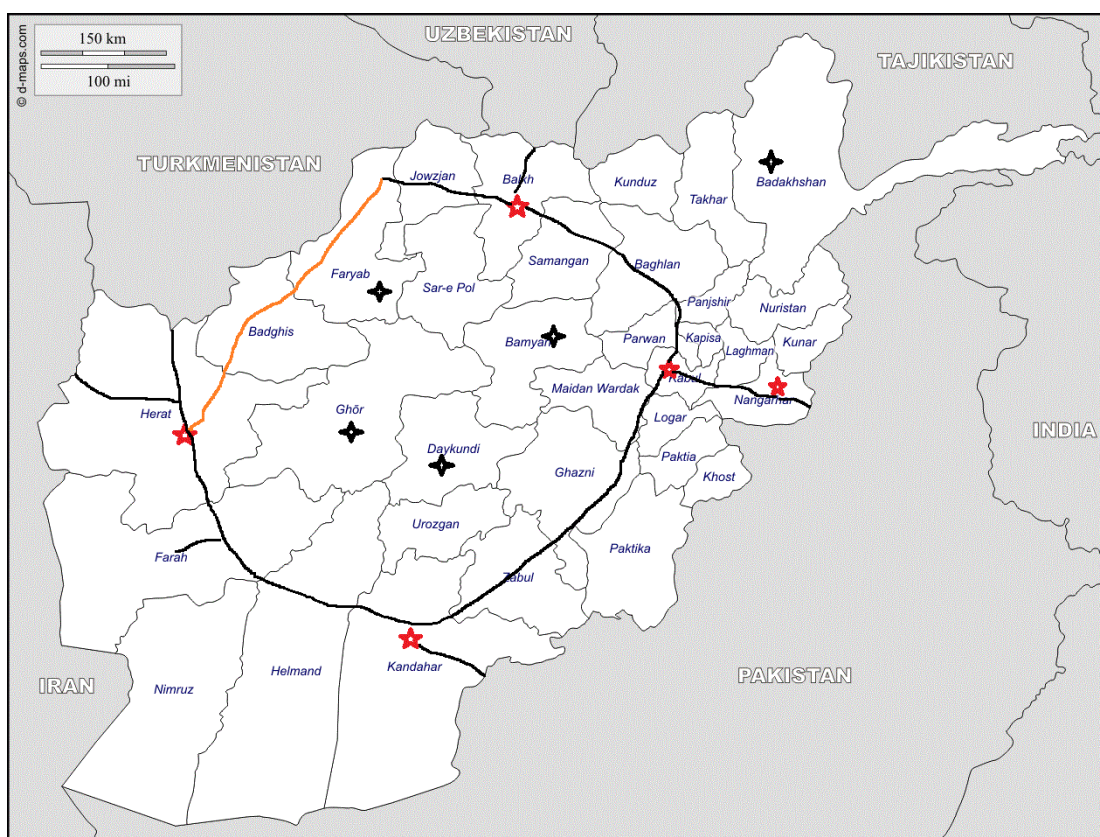 © d-maps.com
150 km
100 mi
UZBEKISTAN
TAJIKISTAN
TURKMENISTAN
Jowzjan
Balkh
Kunduz
Takhar
Badakhshan
Faryab
Sar-e Pol
Samangan
Baghlan
Panjshir
Nuristan
Badghis
Bamyan
Parwan
Kapisa
Laghman
Kunar
Herat
Ghōr
Maidan Wardak
Kabul
Nangarhar
Logar
INDIA
Daykundi
Ghazni
Paktia
Khost
Urozgan
Farah
Zabul
Paktika
IRAN
Nimruz
Helmand
Kandahar
PAKISTAN